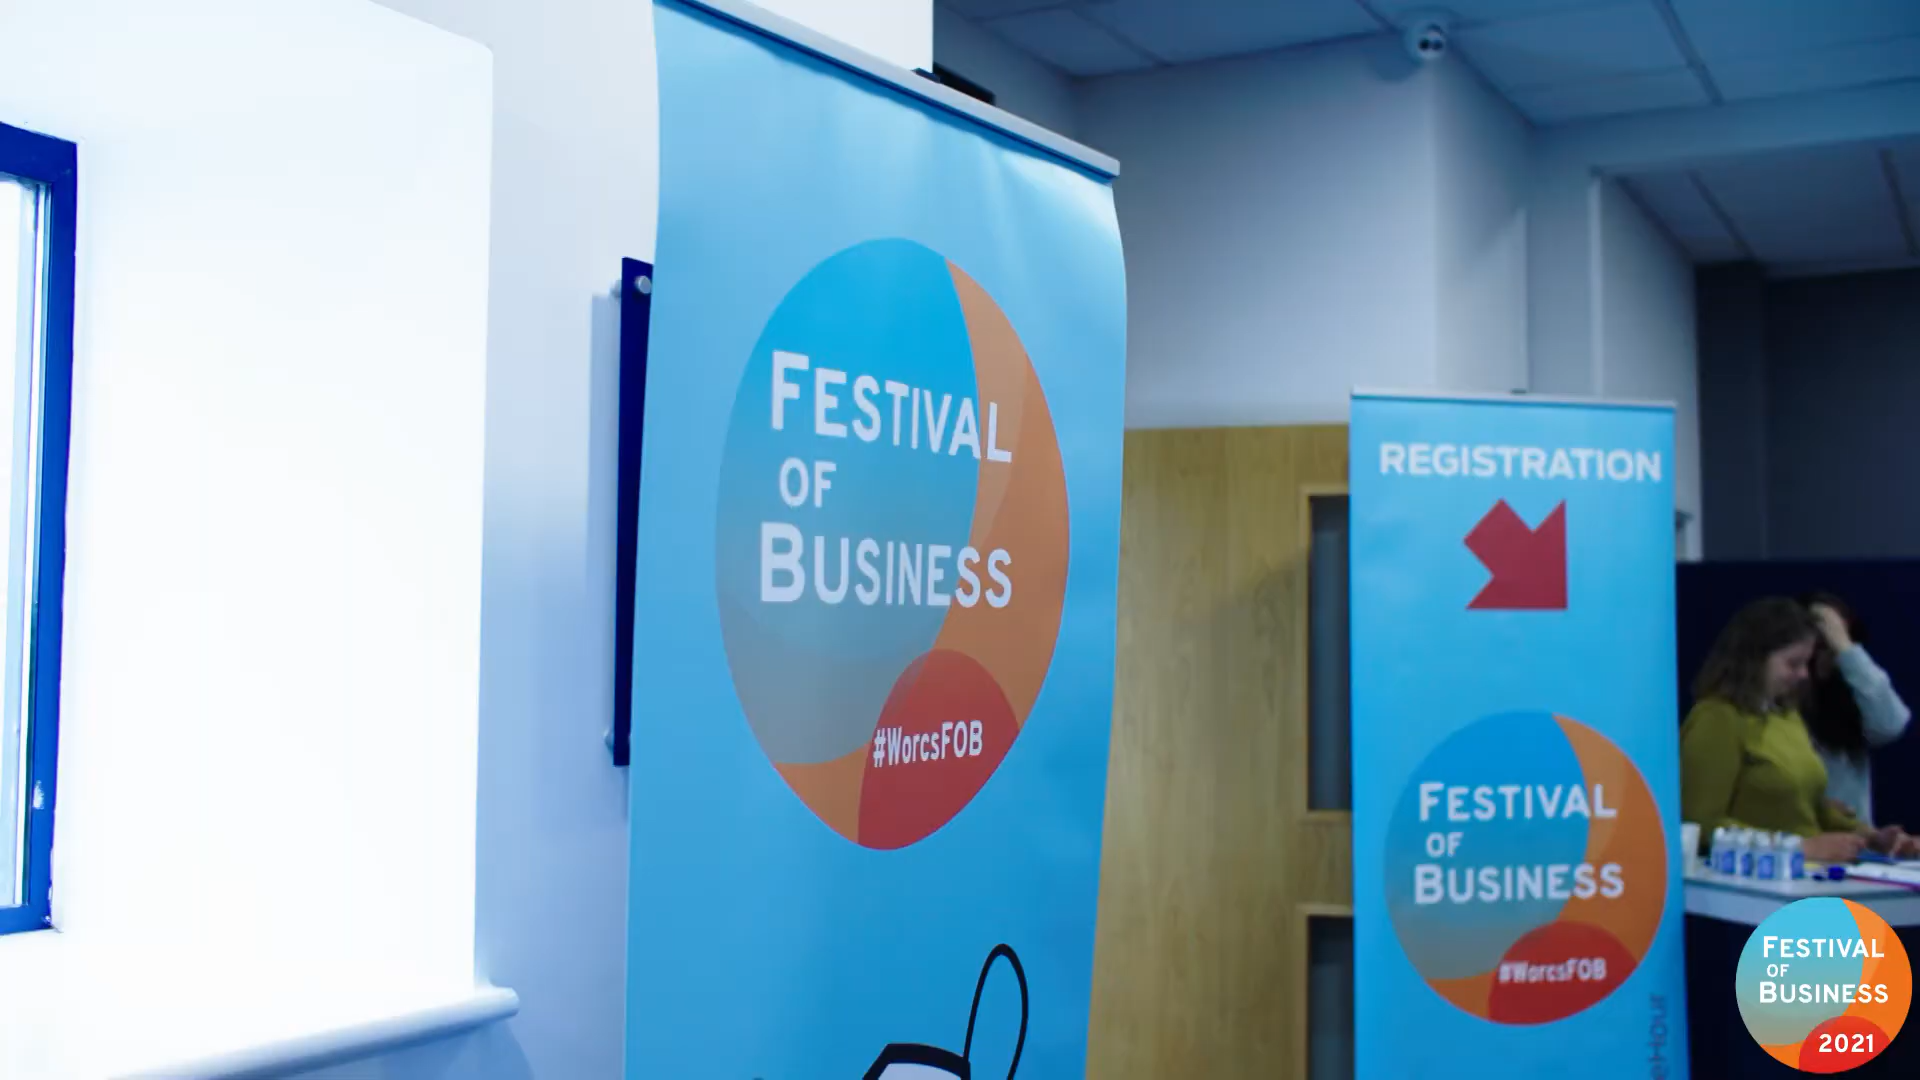 FESTIVAL
OF
BUSINESS
#WorcsFOB
REGISTRATION
FESTIVAL
OF
BUSINESS
#WorcsFOB
FESTIVAL
OF
BUSINESS
2021